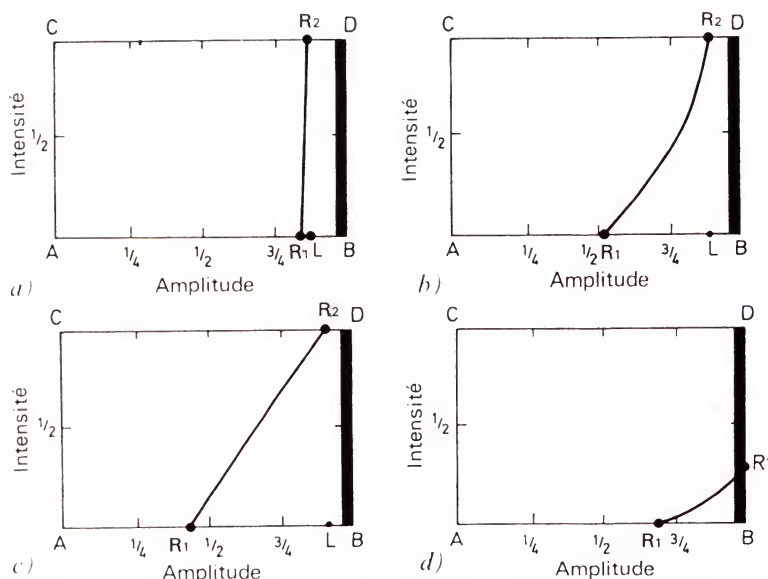 C R₂ D
Intensité
1/2
A 1/4 1/2 3/4 R₁ L B
a) Amplitude
C R₂ D
Intensité
1/2
A 1/4 1/2 R₁ 3/4 L B
b) Amplitude
C R₂ D
Intensité
1/2
A 1/4 R₁ 1/2 3/4 L B
c) Amplitude
C D
Intensité
1/2
A 1/4 1/2 R₁ 3/4 B
d) Amplitude